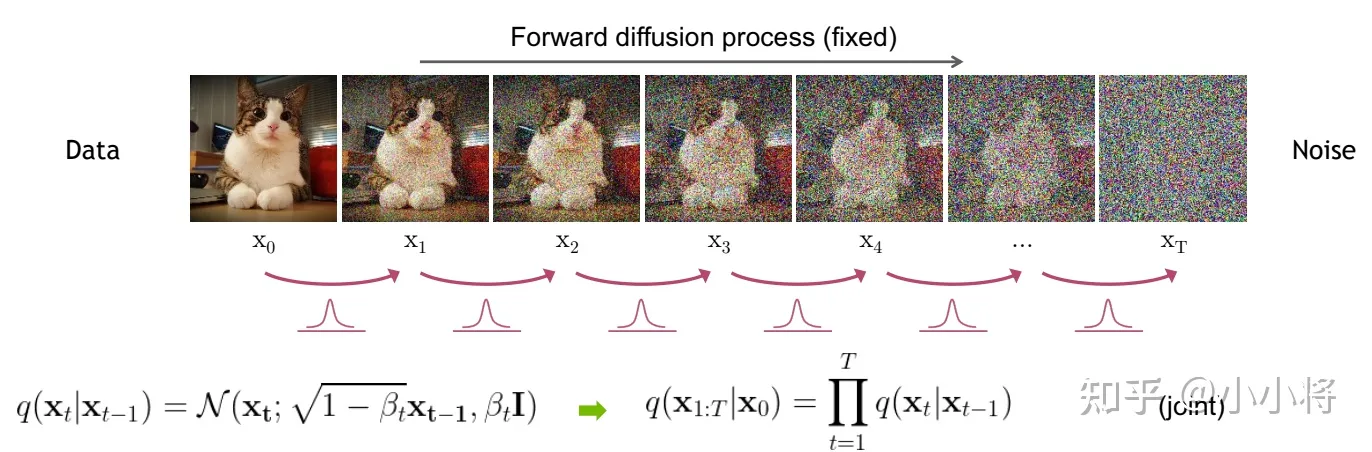 Forward diffusion process (fixed)
Data
Noise
x₀ x₁ x₂ x₃ x₄ ... x_T
q(𝐱ₜ|𝐱ₜ₋₁) = 𝒩(𝐱ₜ; √(1 − βₜ)𝐱ₜ₋₁, βₜ𝐈) q(𝐱₁:T|𝐱₀) = ∏_{t=1}^{T} q(𝐱ₜ|𝐱ₜ₋₁) (joint)
知乎 @小小将